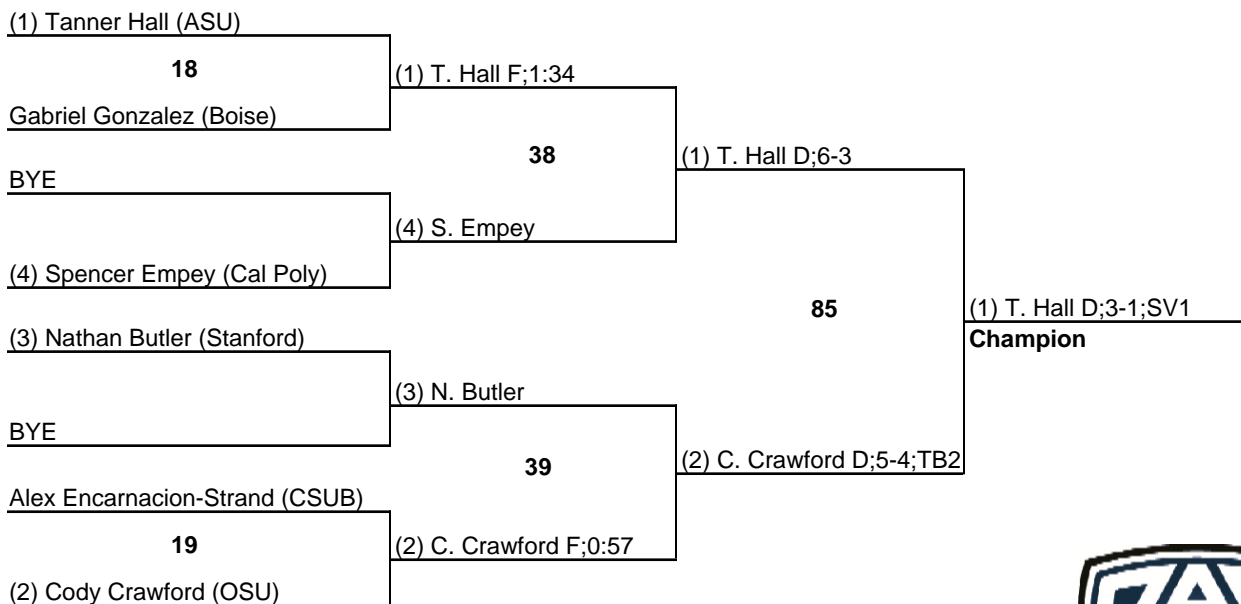 (1) Tanner Hall (ASU)
18
(1) T. Hall F;1:34
Gabriel Gonzalez (Boise)
38
(1) T. Hall D;6-3
BYE
(4) S. Empey
(4) Spencer Empey (Cal Poly)
85
(1) T. Hall D;3-1;SV1
Champion
(3) Nathan Butler (Stanford)
(3) N. Butler
BYE
39
(2) C. Crawford D;5-4;TB2
Alex Encarnacion-Strand (CSUB)
19
(2) C. Crawford F;0:57
(2) Cody Crawford (OSU)